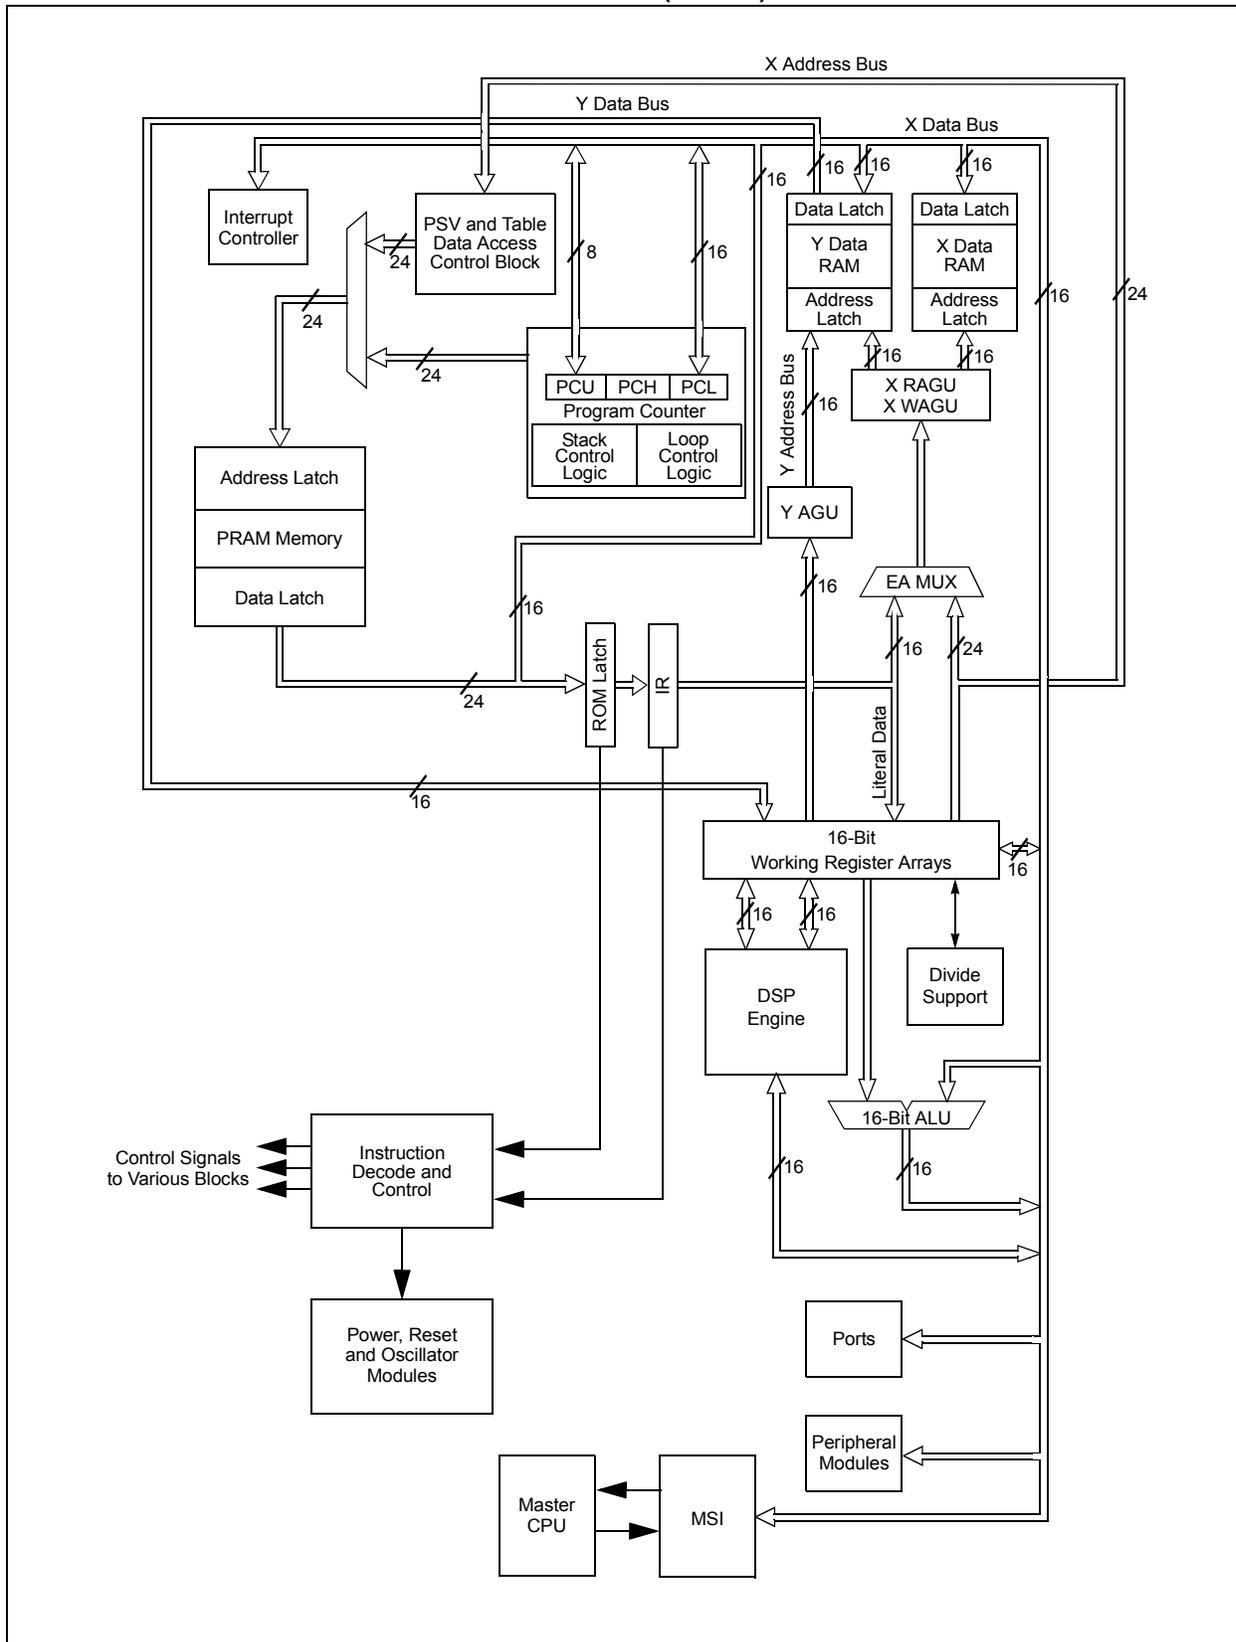 X Address Bus
Y Data Bus
X Data Bus
16
16
16
16
Interrupt
Controller
PSV and Table
Data Access
Control Block
24
8
16
Data Latch
Y Data
RAM
Address
Latch
Data Latch
X Data
RAM
Address
Latch
16
24
24
24
16
16
X RAGU
X WAGU
Y Address Bus
16
PCU
PCH
PCL
Program Counter
Stack
Control
Logic
Loop
Control
Logic
Address Latch
PRAM Memory
Data Latch
Y AGU
EA MUX
16
16
16
24
24
ROM Latch
IR
Literal Data
16
16-Bit
Working Register Arrays
16
16
16
DSP
Engine
Divide
Support
16-Bit ALU
16
16
Control Signals
to Various Blocks
Instruction
Decode and
Control
Power, Reset
and Oscillator
Modules
Ports
Peripheral
Modules
Master
CPU
MSI